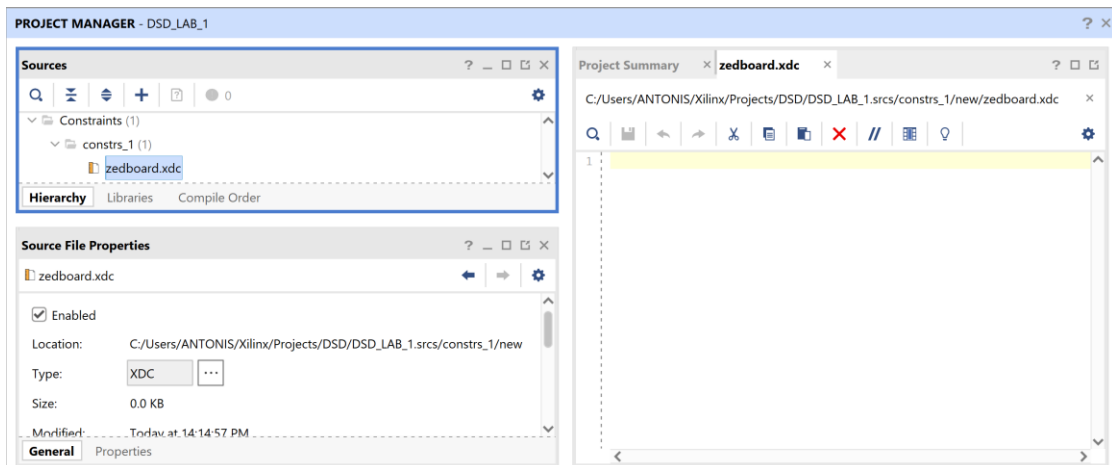 PROJECT MANAGER - DSD_LAB_1
Sources
0
Constraints (1)
constrs_1 (1)
zedboard.xdc
Hierarchy Libraries Compile Order
Source File Properties
zedboard.xdc
Enabled
Location: C:/Users/ANTONIS/Xilinx/Projects/DSD/DSD_LAB_1.srcs/constrs_1/new
Type: XDC ...
Size: 0.0 KB
Modified: Today at 14:14:57 PM
General Properties
Project Summary × zedboard.xdc ×
C:/Users/ANTONIS/Xilinx/Projects/DSD/DSD_LAB_1.srcs/constrs_1/new/zedboard.xdc
1